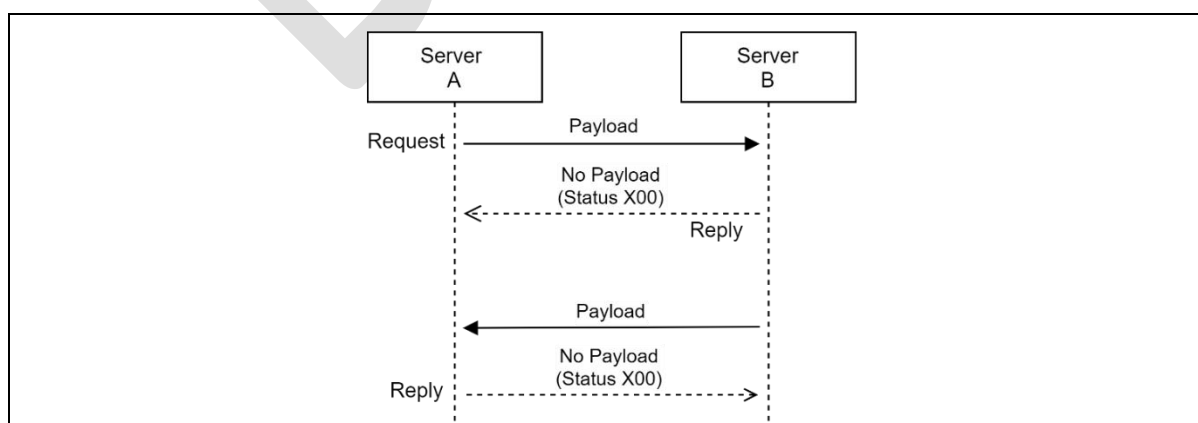 Server
A
Server
B
Request
Payload
No Payload
(Status X00)
Reply
Payload
No Payload
(Status X00)
Reply